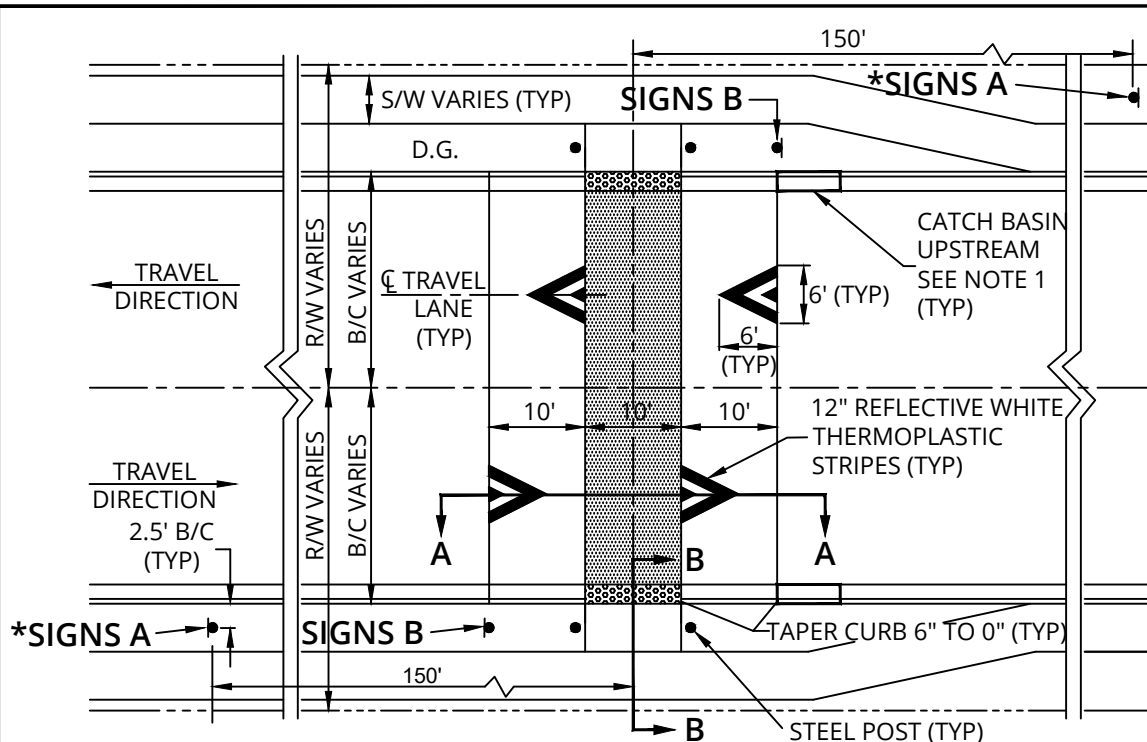 150'
*SIGNS A
S/W VARIES (TYP)
SIGNS B
D.G.
CATCH BASIN
UPSTREAM
SEE NOTE 1
(TYP)
R/W VARIES
B/C VARIES
TRAVEL
DIRECTION
℄ TRAVEL
LANE
(TYP)
6' (TYP)
6'
(TYP)
10'
10'
10'
12" REFLECTIVE WHITE
THERMOPLASTIC
STRIPES (TYP)
TRAVEL
DIRECTION
R/W VARIES
B/C VARIES
2.5' B/C
(TYP)
A
A
B
*SIGNS A
SIGNS B
TAPER CURB 6" TO 0" (TYP)
150'
B
STEEL POST (TYP)